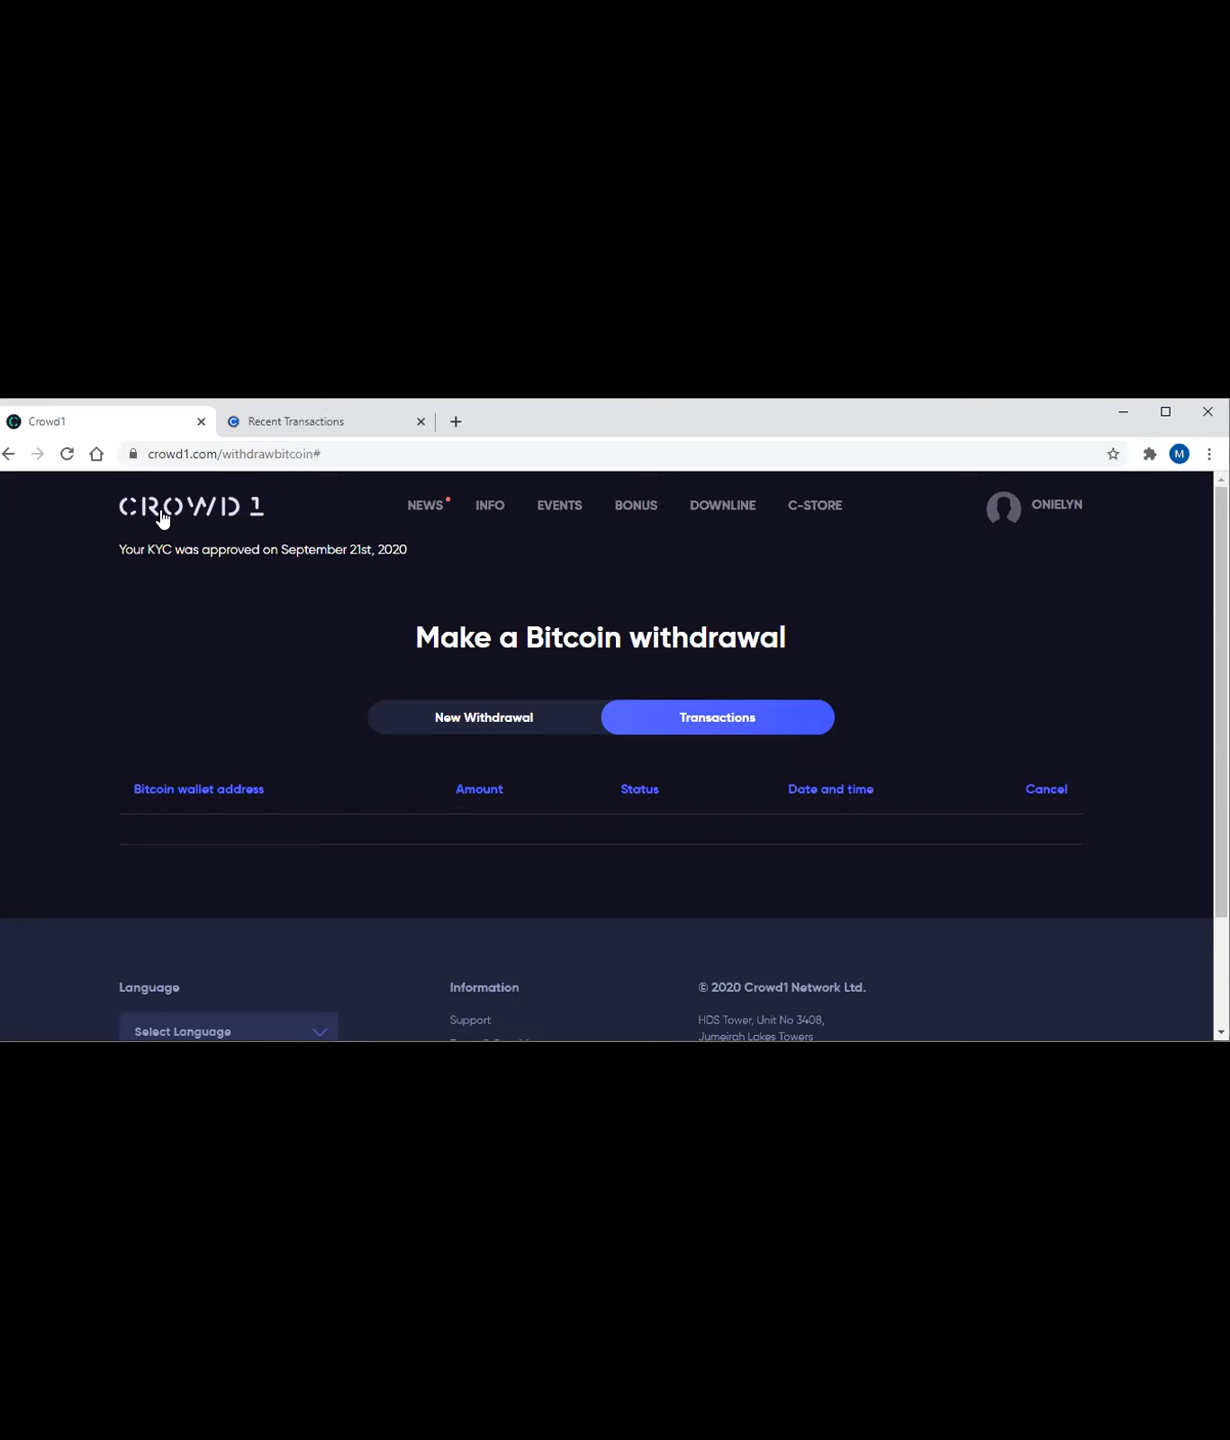 Crowd1
Recent Transactions
crowd1.com/withdrawbitcoin#
M
CROWD 1
NEWS
INFO
EVENTS
BONUS
DOWNLINE
C-STORE
ONIELYN
Your KYC was approved on September 21st, 2020
Make a Bitcoin withdrawal
New Withdrawal
Transactions
Bitcoin wallet address
Amount
Status
Date and time
Cancel
Language
Information
© 2020 Crowd1 Network Ltd.
Select Language
Support
HDS Tower, Unit No 3408,
Jumeirah Lakes Towers